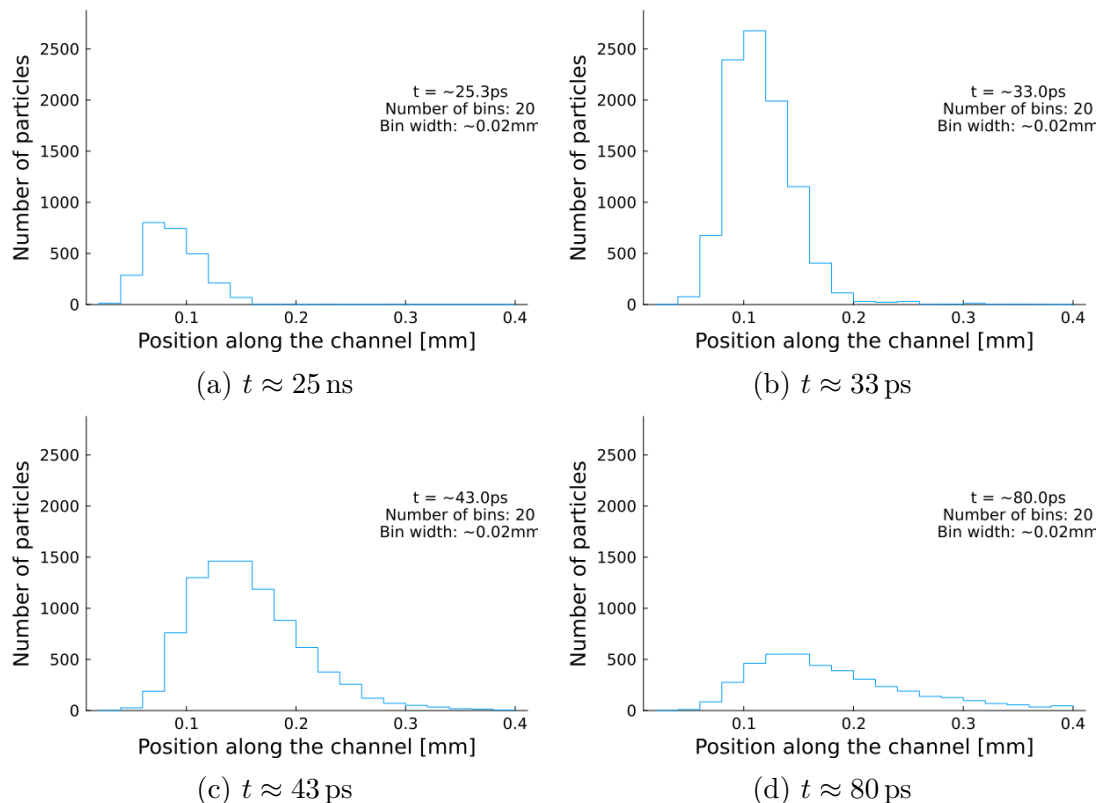 Number of particles
2500
2000
1500
1000
500
0
t = ~25.3ps
Number of bins: 20
Bin width: ~0.02mm
0.1 0.2 0.3 0.4
Position along the channel [mm]
(a) t ≈ 25 ns
Number of particles
2500
2000
1500
1000
500
0
t = ~33.0ps
Number of bins: 20
Bin width: ~0.02mm
0.1 0.2 0.3 0.4
Position along the channel [mm]
(b) t ≈ 33 ps
Number of particles
2500
2000
1500
1000
500
0
t = ~43.0ps
Number of bins: 20
Bin width: ~0.02mm
0.1 0.2 0.3 0.4
Position along the channel [mm]
(c) t ≈ 43 ps
Number of particles
2500
2000
1500
1000
500
0
t = ~80.0ps
Number of bins: 20
Bin width: ~0.02mm
0.1 0.2 0.3 0.4
Position along the channel [mm]
(d) t ≈ 80 ps